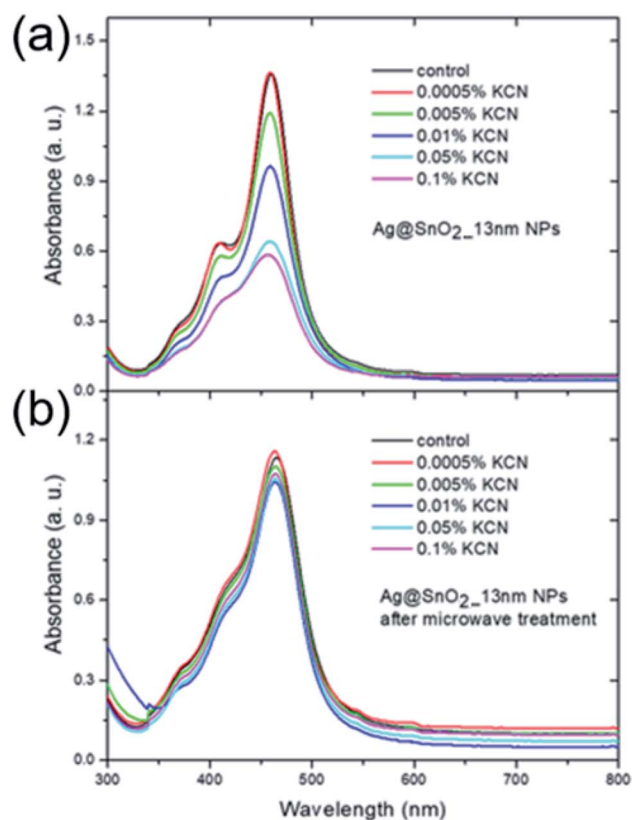 (a)
1.5
control
0.0005% KCN
1.2
0.005% KCN
0.01% KCN
0.05% KCN
0.9
0.1% KCN
Absorbance (a. u.)
Ag@SnO₂_13nm NPs
0.6
0.3
0.0
(b)
1.2
control
0.0005% KCN
0.005% KCN
0.9
0.01% KCN
0.05% KCN
0.1% KCN
Absorbance (a. u.)
0.6
Ag@SnO₂_13nm NPs
after microwave treatment
0.3
0.0
300 400 500 600 700 800
Wavelength (nm)